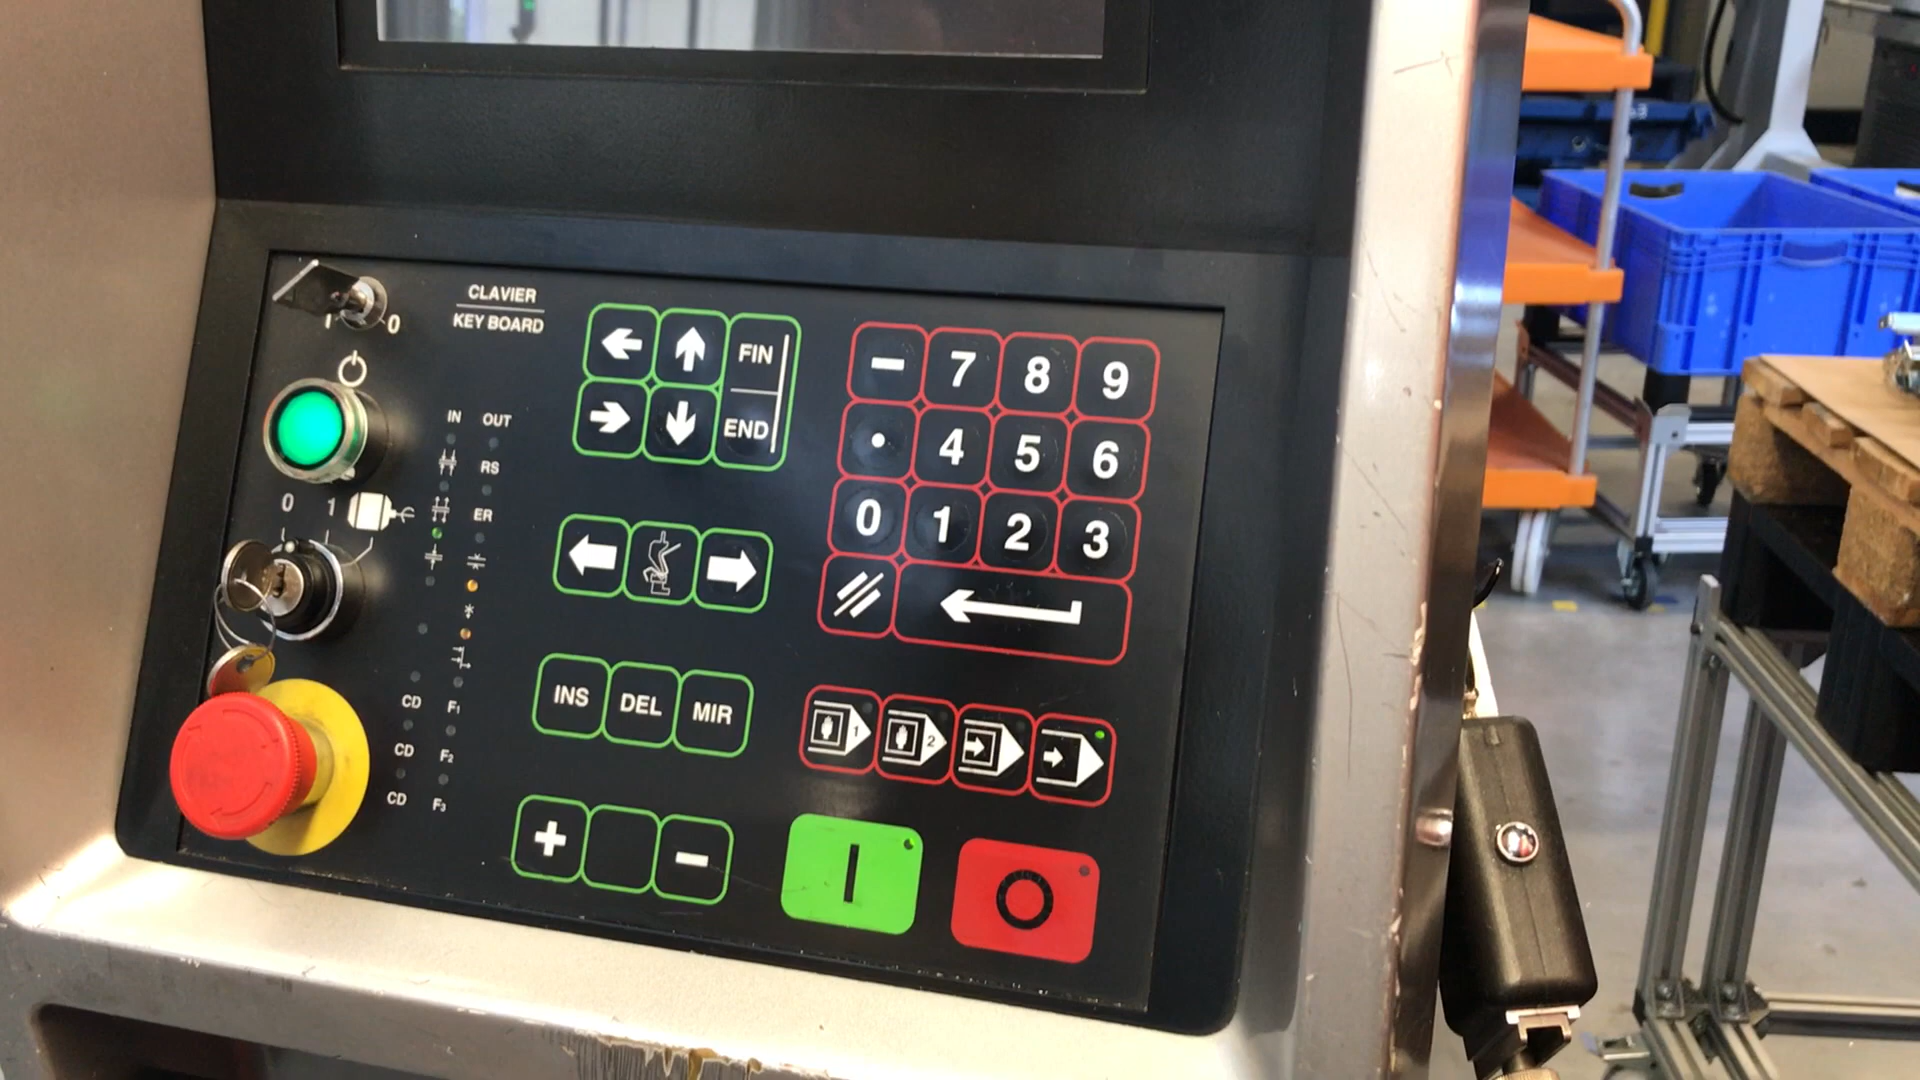 CLAVIER
KEY BOARD
1 0
0 1
IN OUT
RS
ER
CD F1
CD F2
CD F3
FIN
END
INS DEL MIR
+ -
- 7 8 9
. 4 5 6
0 1 2 3
1 2
I O